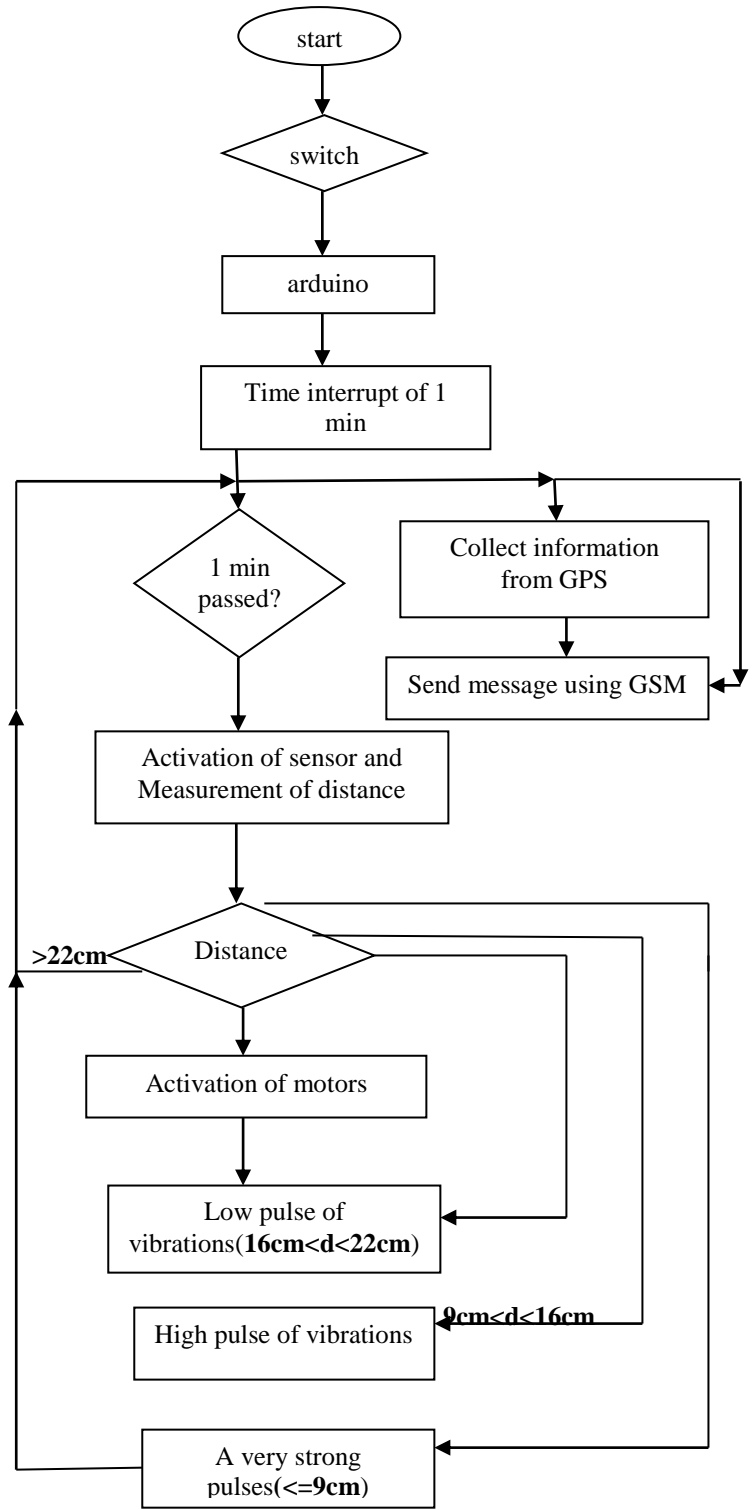 start
switch
arduino
Time interrupt of 1
min
1 min
passed?
Collect information
from GPS
Send message using GSM
Activation of sensor and
Measurement of distance
>22cm
Distance
Activation of motors
Low pulse of
vibrations(16cm<d<22cm)
9cm<d<16cm
High pulse of vibrations
A very strong
pulses(<=9cm)